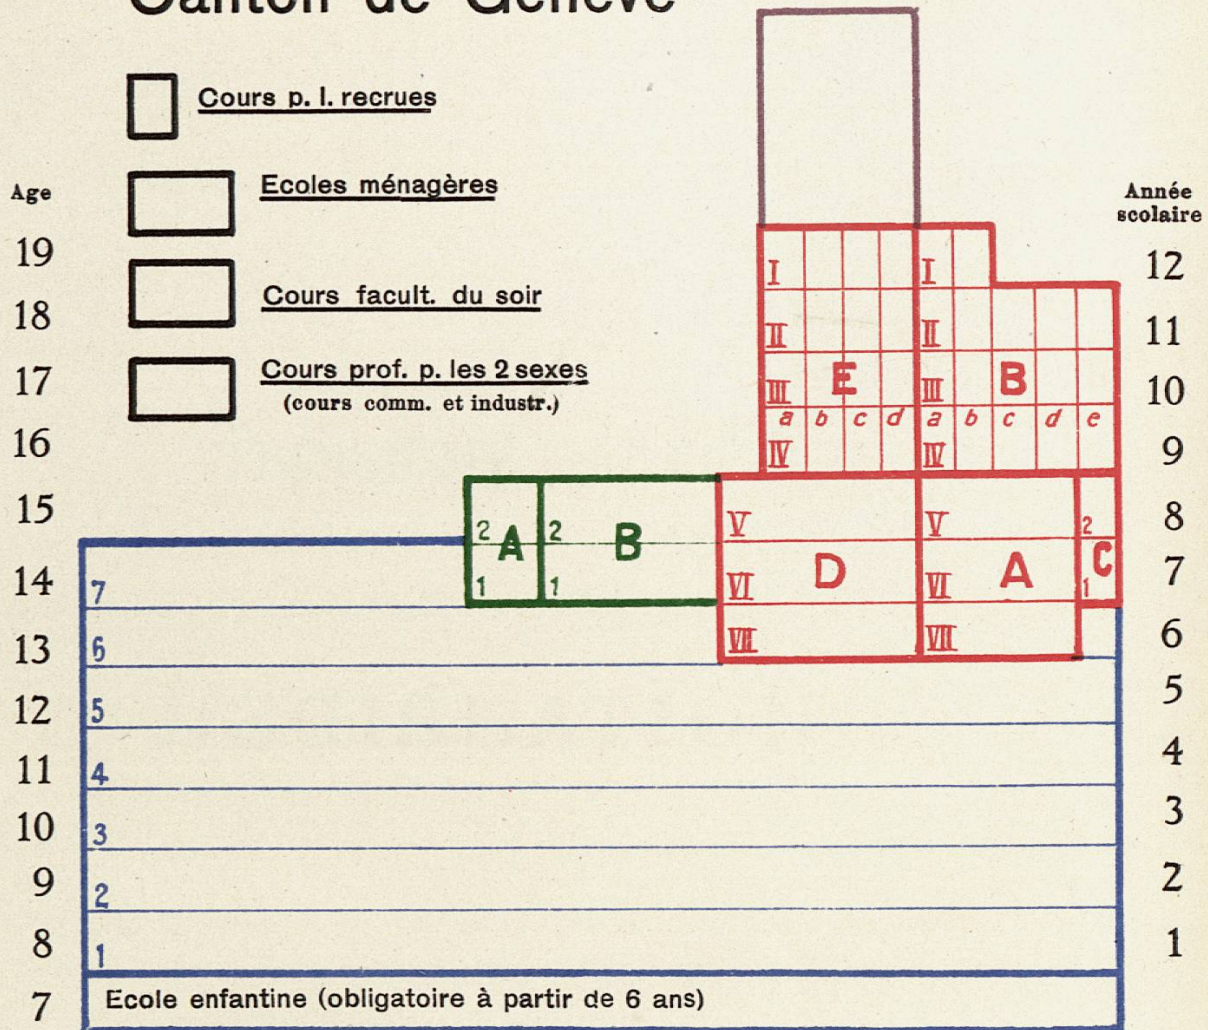 Canton de Genève
Cours p. l. recrues
Ecoles ménagères
Cours facult. du soir
Cours prof. p. les 2 sexes
(cours comm. et industr.)
Age
19
18
17
16
15
14
13
12
11
10
9
8
7
Année
scolaire
12
11
10
9
8
7
6
5
4
3
2
1
I I
II II
III E III B
a b c d a b c d e
IV IV
2 A 2 B V V 2
1 1 VI D VI A C 1
VII VII
7
6
5
4
3
2
1
Ecole enfantine (obligatoire à partir de 6 ans)